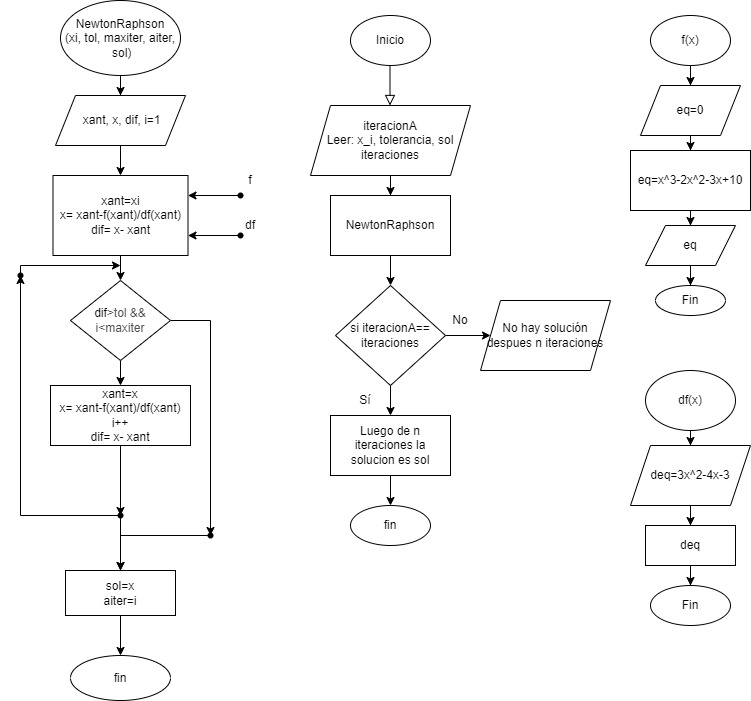 NewtonRaphson
(xi, tol, maxiter, aiter,
sol)
xant, x, dif, i=1
xant=xi
x= xant-f(xant)/df(xant)
dif= x- xant
f
df
dif>tol &&
i<maxiter
xant=x
x= xant-f(xant)/df(xant)
i++
dif= x- xant
sol=x
aiter=i
fin
Inicio
iteracionA
Leer: x_i, tolerancia, sol
iteraciones
NewtonRaphson
si iteracionA==
iteraciones
No
No hay solución
despues n iteraciones
Sí
Luego de n
iteraciones la
solucion es sol
fin
f(x)
eq=0
eq=x^3-2x^2-3x+10
eq
Fin
df(x)
deq=3x^2-4x-3
deq
Fin